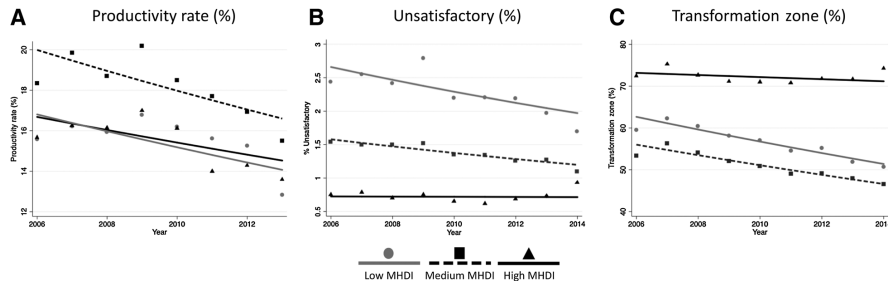 A Productivity rate (%)
20
18
16
14
12
Productivity rate (%)
2006 2008 2010 2012
Year
B Unsatisfactory (%)
3
2.5
2
1.5
1
0.5
% Unsatisfactory
2006 2008 2010 2012 2014
Year
C Transformation zone (%)
80
70
60
50
40
Transformation zone (%)
2006 2008 2010 2012 2014
Year
Low MHDI Medium MHDI High MHDI